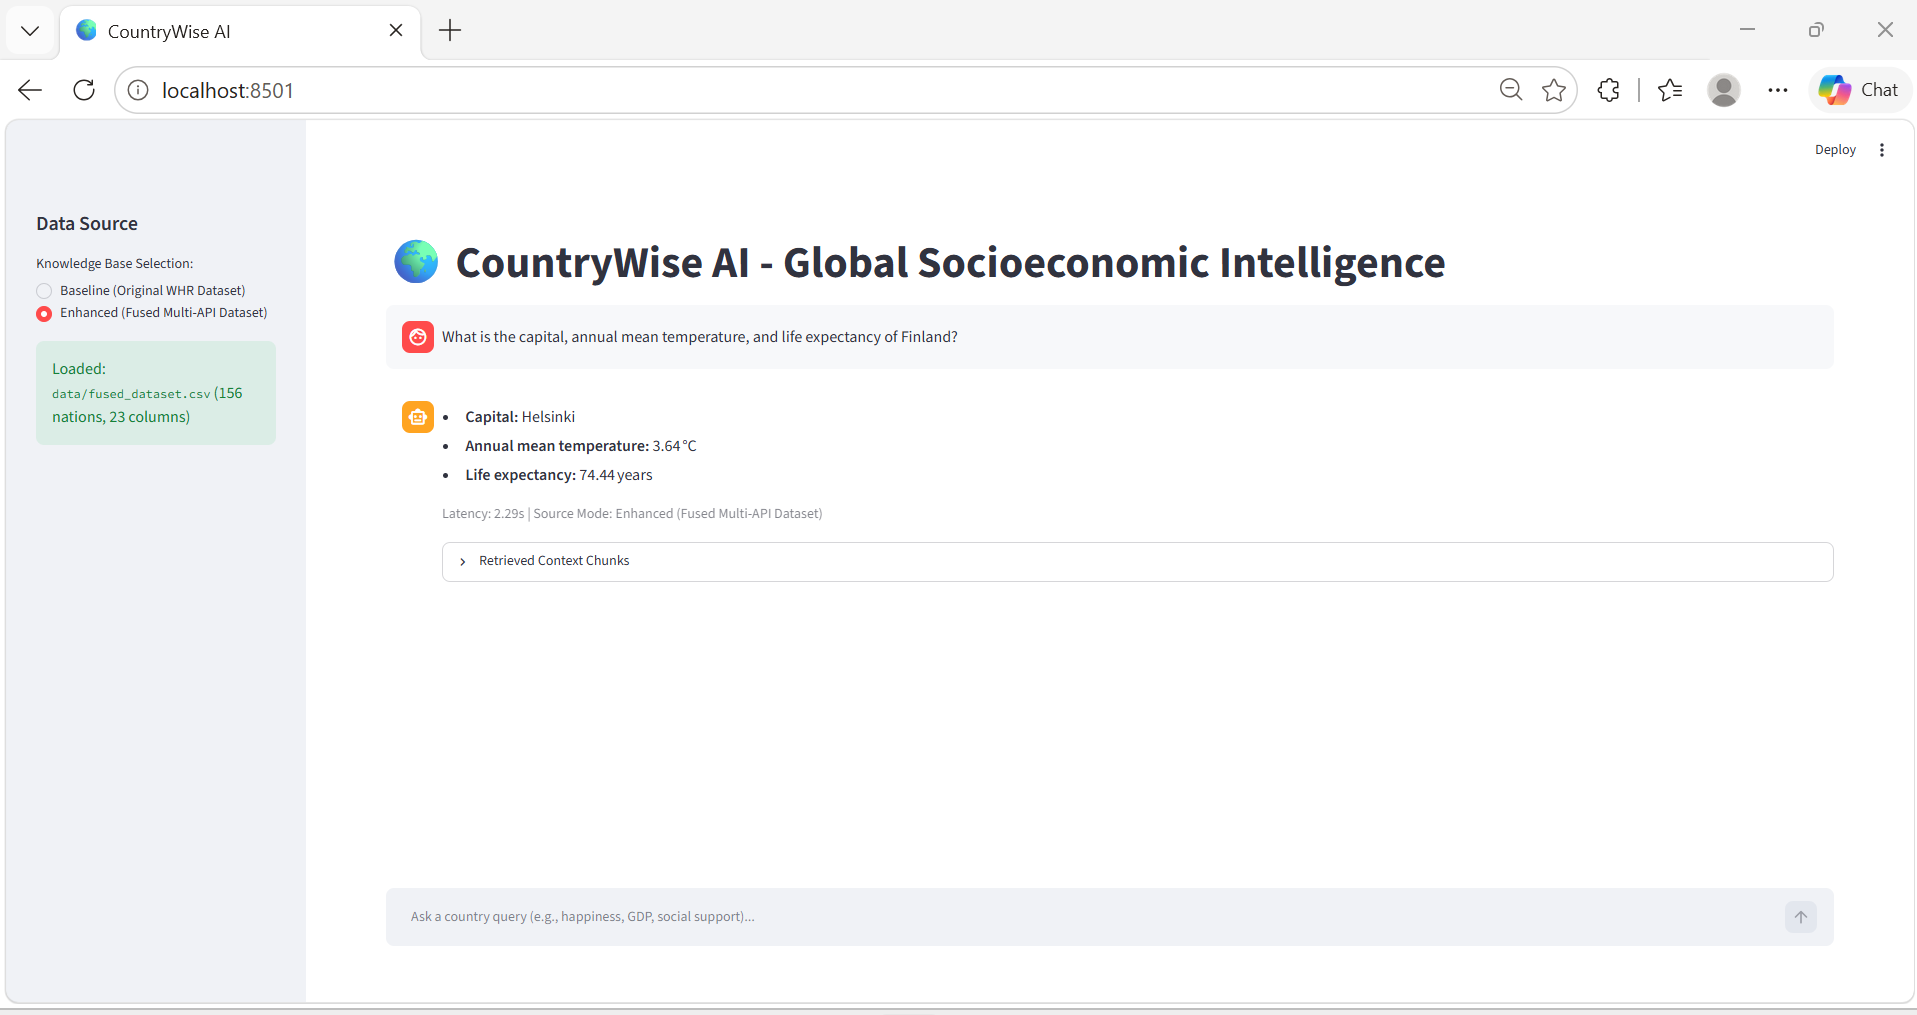 CountryWise AI
localhost:8501
Chat
Deploy
Data Source
Knowledge Base Selection:
Baseline (Original WHR Dataset)
Enhanced (Fused Multi-API Dataset)
Loaded:
data/fused_dataset.csv (156
nations, 23 columns)
CountryWise AI - Global Socioeconomic Intelligence
What is the capital, annual mean temperature, and life expectancy of Finland?
• Capital: Helsinki
• Annual mean temperature: 3.64 °C
• Life expectancy: 74.44 years
Latency: 2.29s | Source Mode: Enhanced (Fused Multi-API Dataset)
Retrieved Context Chunks
Ask a country query (e.g., happiness, GDP, social support)...